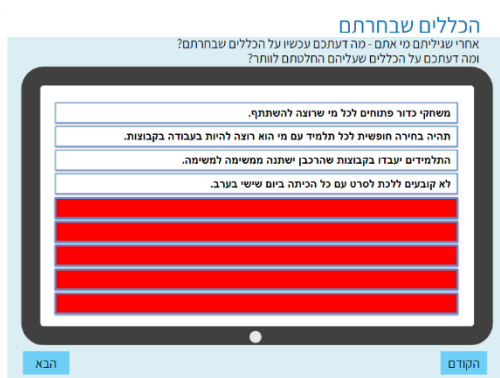 הכללים שבחרתם
אחרי שגיליתם מי אתם - מה דעתכם עכשיו על הכללים שבחרתם?
ומה דעתכם על הכללים שעליהם החלטתם לוותר?
משחקי כדור פתוחים לכל מי שרוצה להשתתף.
תהיה בחירה חופשית לכל תלמיד עם מי הוא רוצה להיות בעבודה בקבוצות.
התלמידים יעבדו בקבוצות שהרכבן ישתנה ממשימה למשימה.
לא קובעים ללכת לסרט עם כל הכיתה ביום שישי בערב.
הקודם
הבא